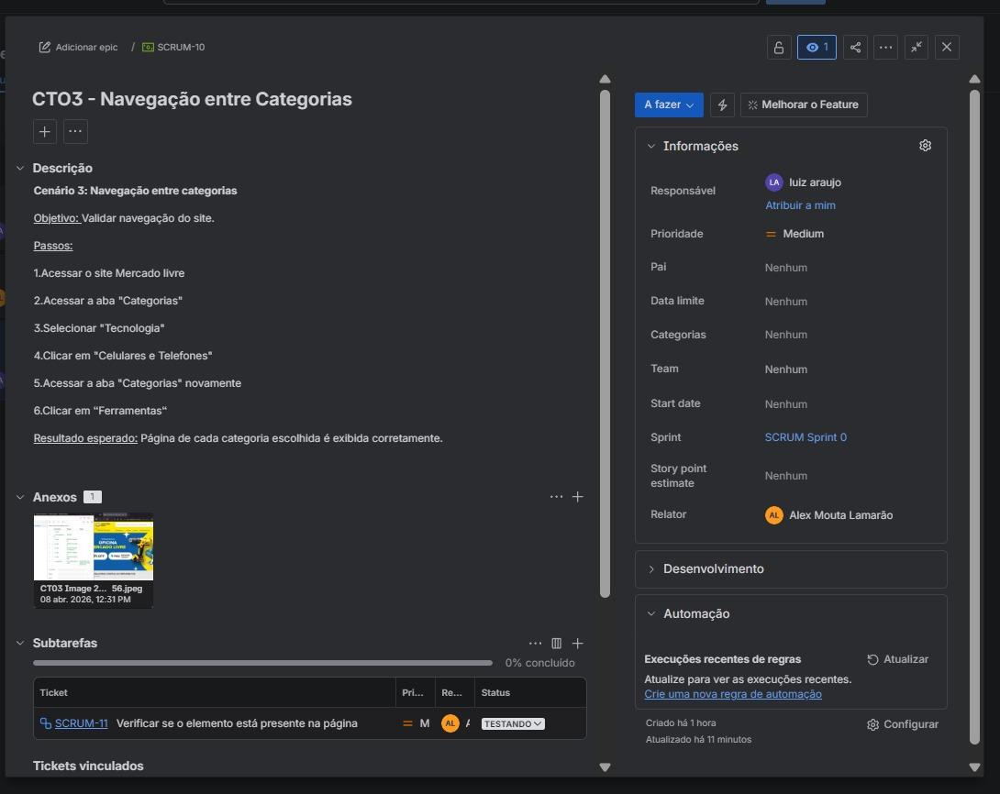 Adicionar epic / SCRUM-10
1
CTO3 - Navegação entre Categorias
Descrição
Cenário 3: Navegação entre categorias
Objetivo: Validar navegação do site.
Passos:
1.Acessar o site Mercado livre
2.Acessar a aba "Categorias"
3.Selecionar "Tecnologia"
4.Clicar em "Celulares e Telefones"
5.Acessar a aba "Categorias" novamente
6.Clicar em “Ferramentas“
Resultado esperado: Página de cada categoria escolhida é exibida corretamente.
Anexos 1
OFICINA
MERCADO LIVRE
CT03 Image 2... 56.jpeg
08 abr. 2026, 12:31 PM
Subtarefas
0% concluído
Ticket Pri... Re... Status
SCRUM-11 Verificar se o elemento está presente na página M AL TESTANDO
Tickets vinculados
A fazer
Melhorar o Feature
Informações
Responsável LA luiz araujo
Atribuir a mim
Prioridade Medium
Pai Nenhum
Data limite Nenhum
Categorias Nenhum
Team Nenhum
Start date Nenhum
Sprint SCRUM Sprint 0
Story point
estimate Nenhum
Relator AL Alex Mouta Lamarão
Desenvolvimento
Automação
Execuções recentes de regras Atualizar
Atualize para ver as execuções recentes.
Crie uma nova regra de automação
Criado há 1 hora
Atualizado há 11 minutos
Configurar